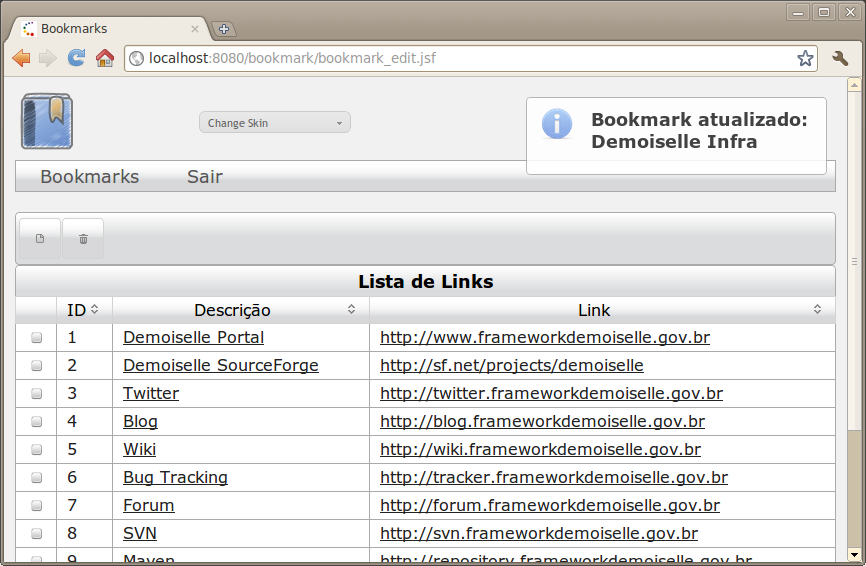 Bookmarks
localhost:8080/bookmark/bookmark_edit.jsf
Change Skin
Bookmark atualizado:
Demoiselle Infra
Bookmarks Sair
Lista de Links
ID Descrição Link
1 Demoiselle Portal http://www.frameworkdemoiselle.gov.br
2 Demoiselle SourceForge http://sf.net/projects/demoiselle
3 Twitter http://twitter.frameworkdemoiselle.gov.br
4 Blog http://blog.frameworkdemoiselle.gov.br
5 Wiki http://wiki.frameworkdemoiselle.gov.br
6 Bug Tracking http://tracker.frameworkdemoiselle.gov.br
7 Forum http://forum.frameworkdemoiselle.gov.br
8 SVN http://svn.frameworkdemoiselle.gov.br
9 Maven http://repository.frameworkdemoiselle.gov.br